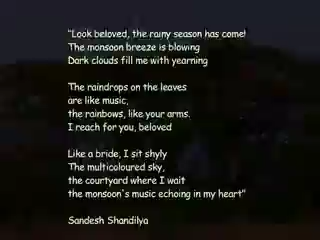 "Look beloved, the rainy season has come!
The monsoon breeze is blowing
Dark clouds fill me with yearning
The raindrops on the leaves
are like music,
the rainbows, like your arms.
I reach for you, beloved
Like a bride, I sit shyly
The multicoloured sky,
the courtyard where I wait
the monsoon's music echoing in my heart"
Sandesh Shandilya